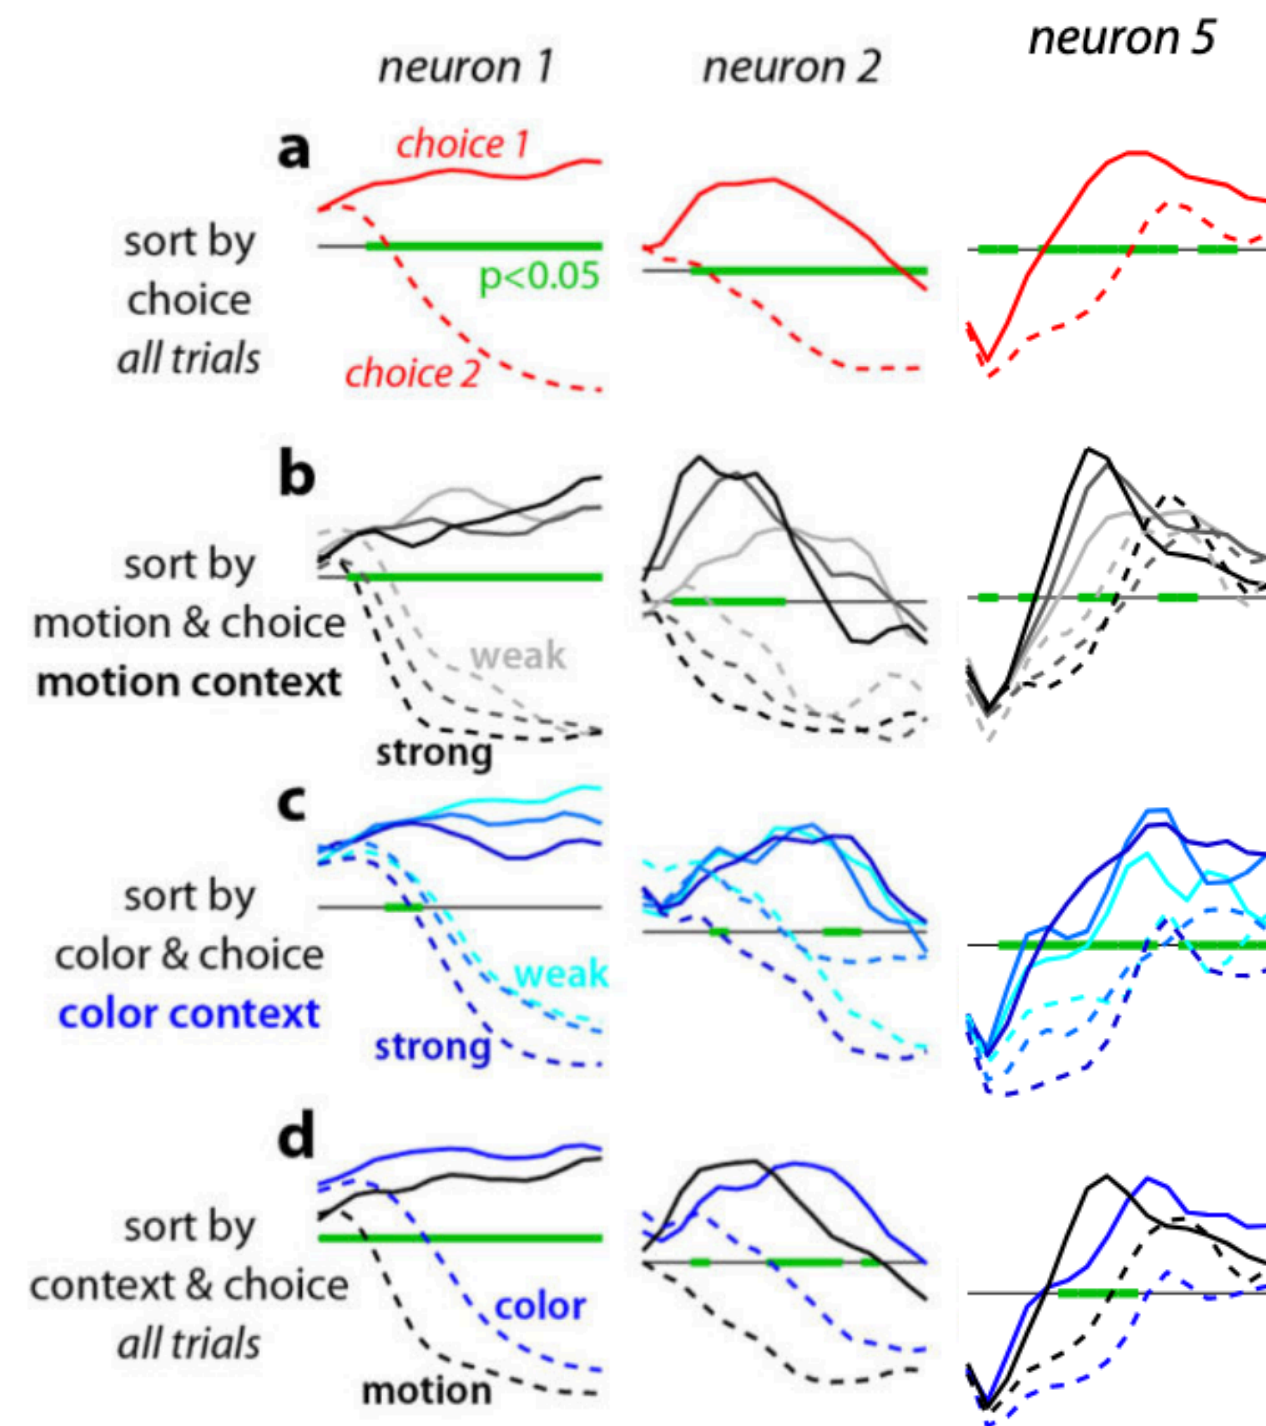 neuron 1
neuron 2
neuron 5
a
choice 1
sort by
choice
all trials
p<0.05
choice 2
b
sort by
motion & choice
motion context
weak
strong
c
sort by
color & choice
color context
weak
strong
d
sort by
context & choice
all trials
color
motion